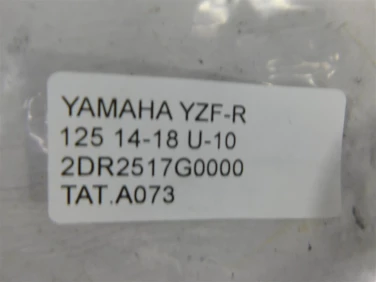 YAMAHA YZF-R
125 14-18 U-10
2DR2517G0000
TAT.A073